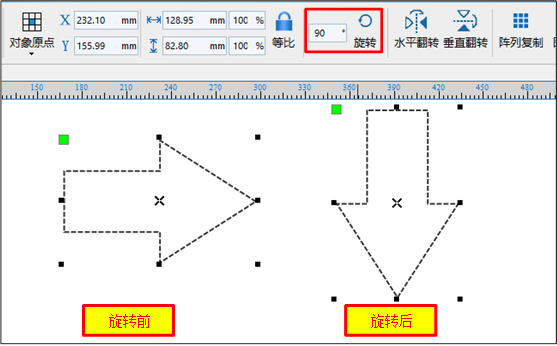 对象原点
X 232.10 mm 128.95 mm 100 %
Y 155.99 mm 82.80 mm 100 %
等比
90 °
旋转
水平翻转 垂直翻转
阵列复制
150 180 210 240 270 300 330 360 390 420 450 480
旋转前 旋转后